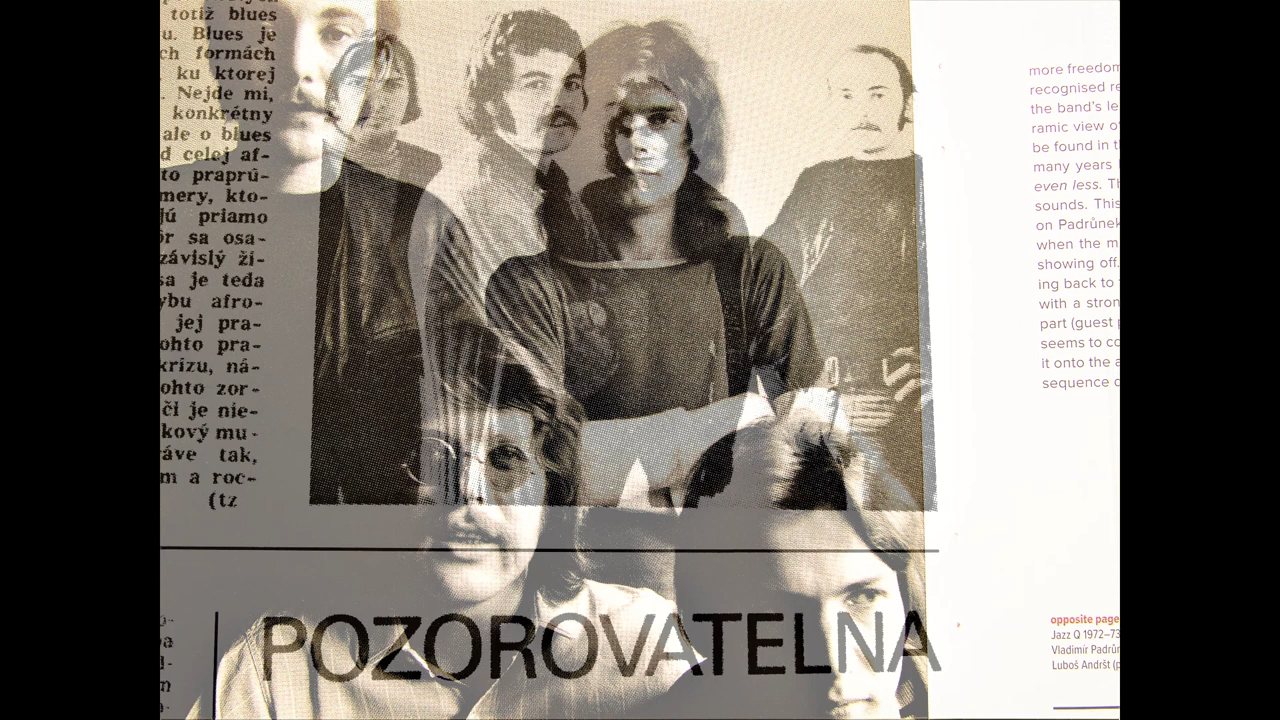 totiž blues
u. Blues je
ch formách
ku ktorej
. Nejde mi,
konkrétny
ale o blues
d celej af-
to praprú-
mery, kto-
jú priamo
ôr sa osa-
závislý ži-
sa je teda
ybu afro-
jej pra-
ohto pra-
krízu, ná-
ohto zor-
či je nie-
kový mu-
áve tak,
m a roc-
(tz
POZOROVATELNA
more freedom
recognised re
the band's le
ramic view of
be found in t
many years
even less. Th
sounds. This
on Padrůnek
when the m
showing off.
ing back to
with a stron
part (guest
seems to co
it onto the a
sequence
opposite page
Jazz Q 1972–73
Vladimír Padrůn
Luboš Andršt (p